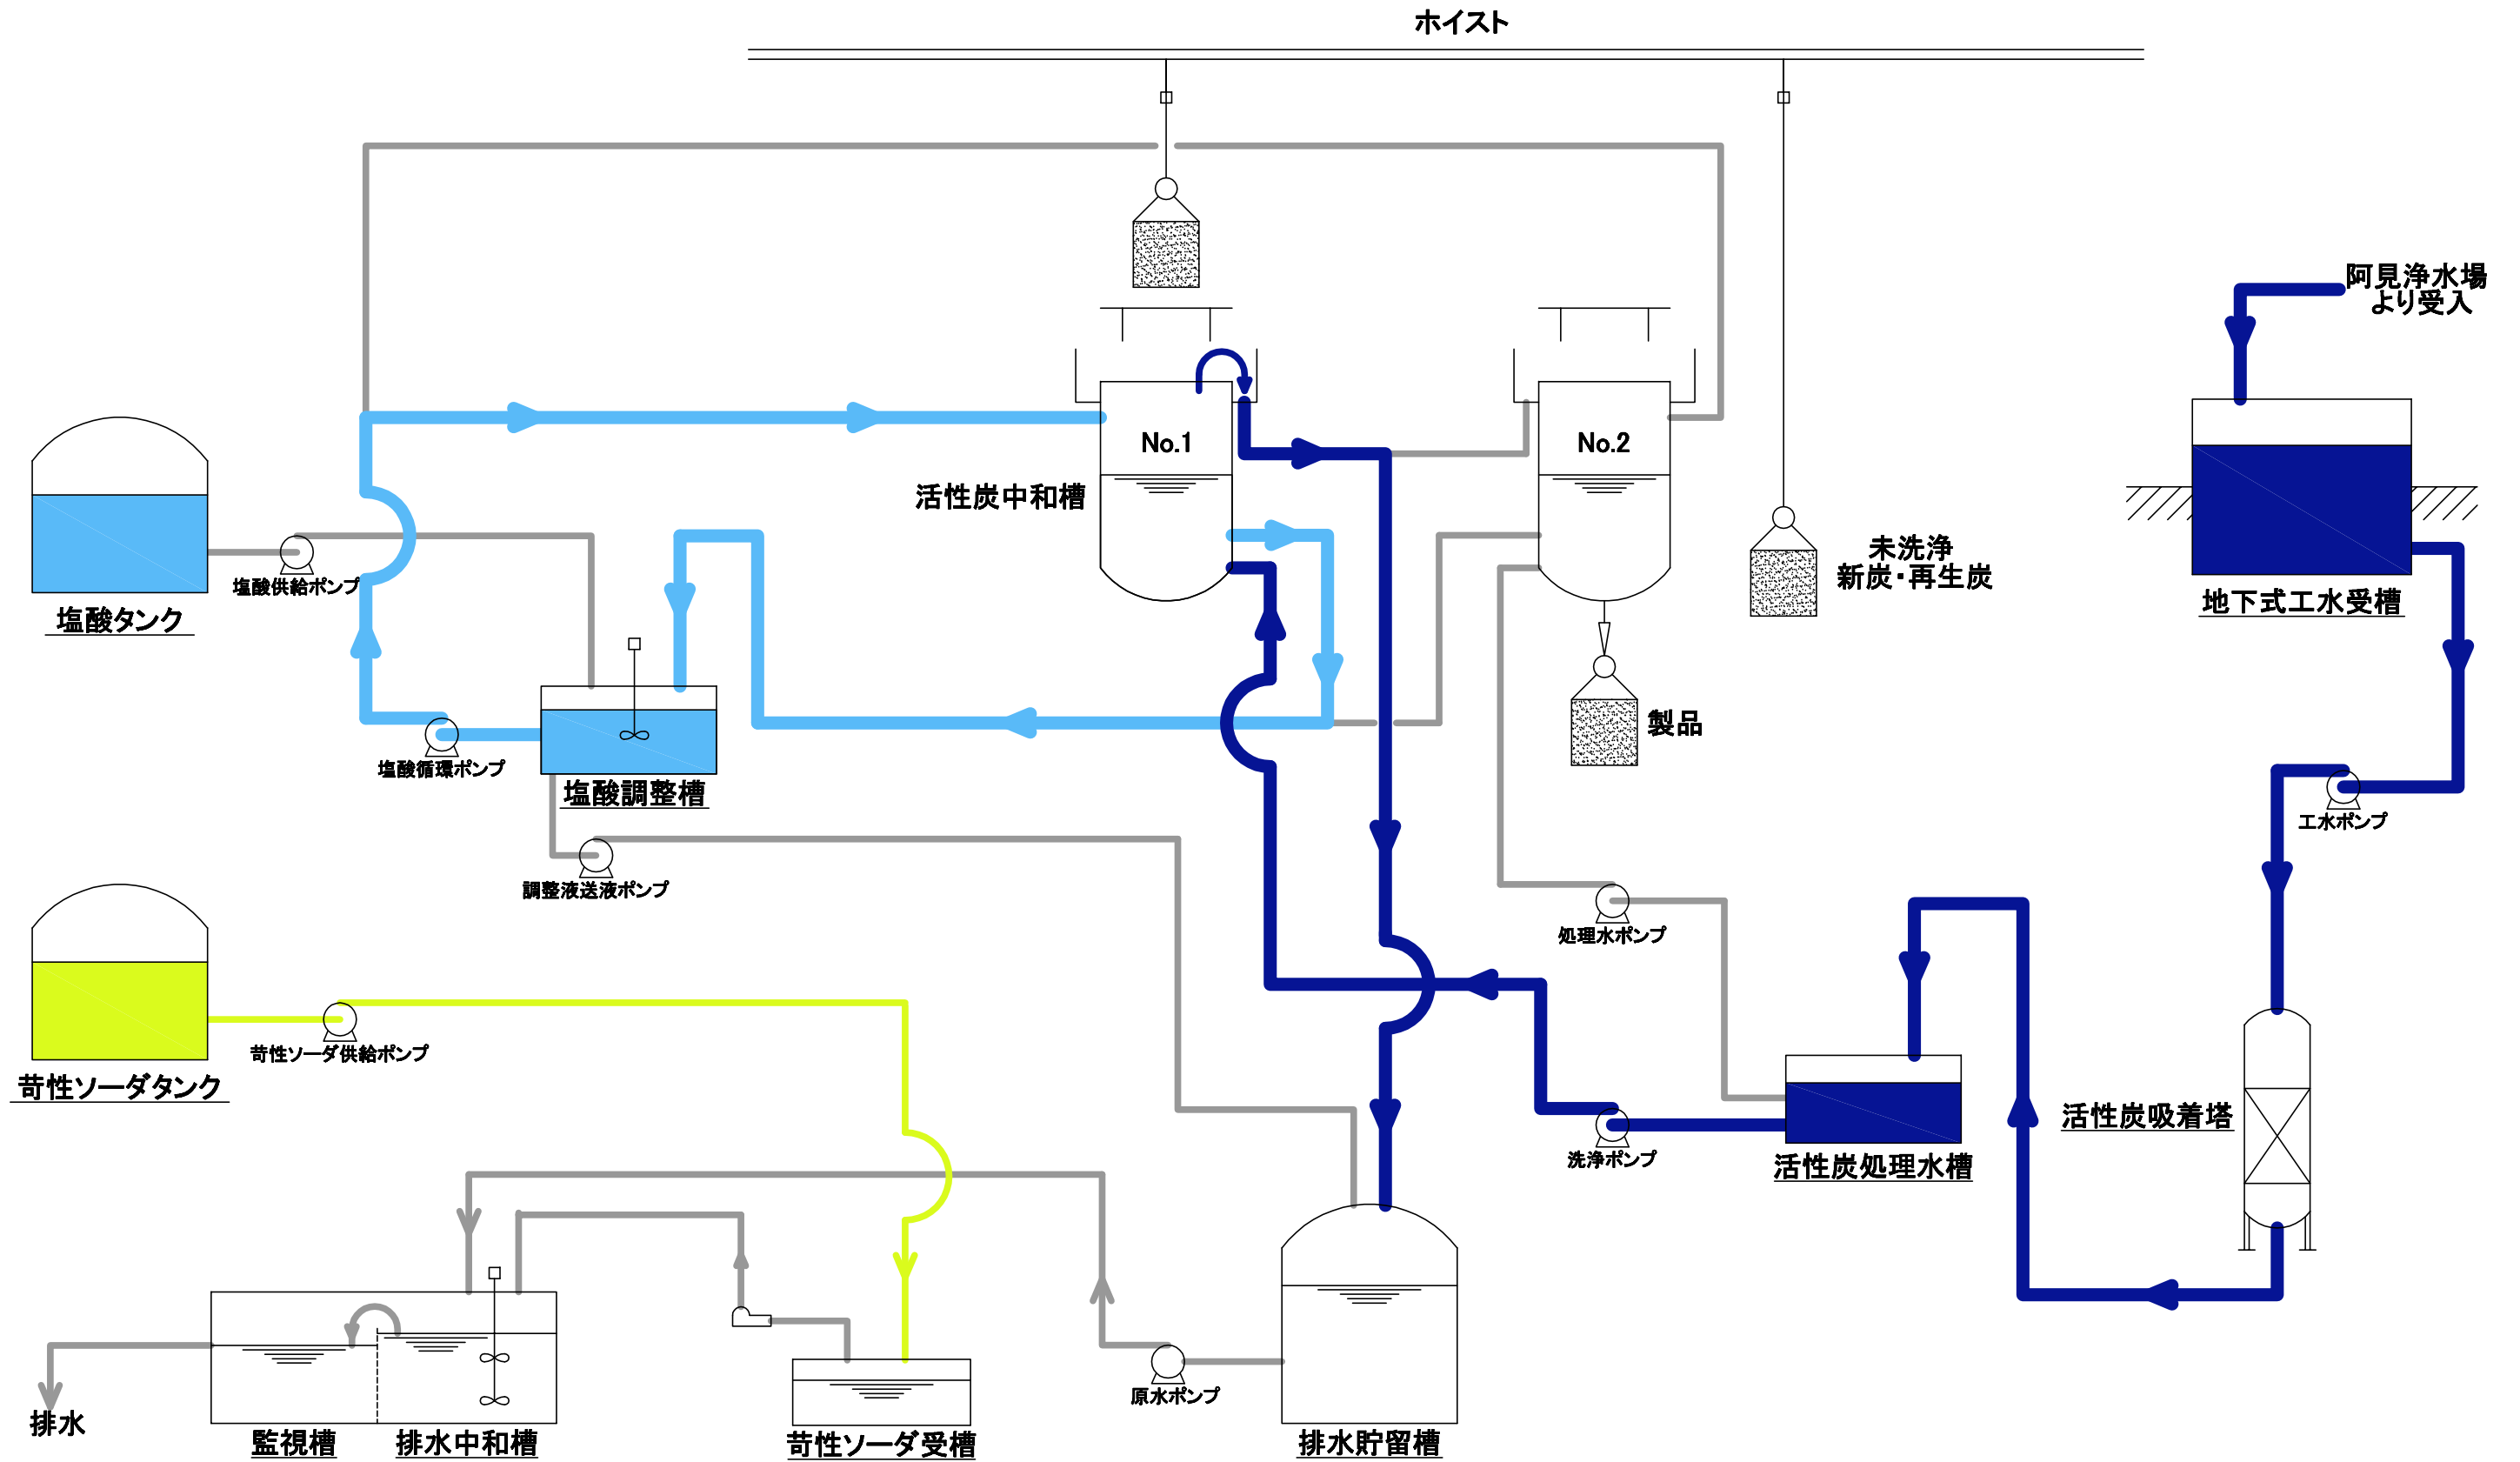 ホイスト
阿見浄水場
より受入
No.1
No.2
活性炭中和槽
未洗浄
新炭・再生炭
塩酸供給ポンプ
塩酸タンク
地下式工水受槽
製品
塩酸循環ポンプ
塩酸調整槽
工水ポンプ
調整液送液ポンプ
処理水ポンプ
苛性ソーダ供給ポンプ
苛性ソーダタンク
活性炭吸着塔
洗浄ポンプ
活性炭処理水槽
原水ポンプ
排水
監視槽
排水中和槽
苛性ソーダ受槽
排水貯留槽